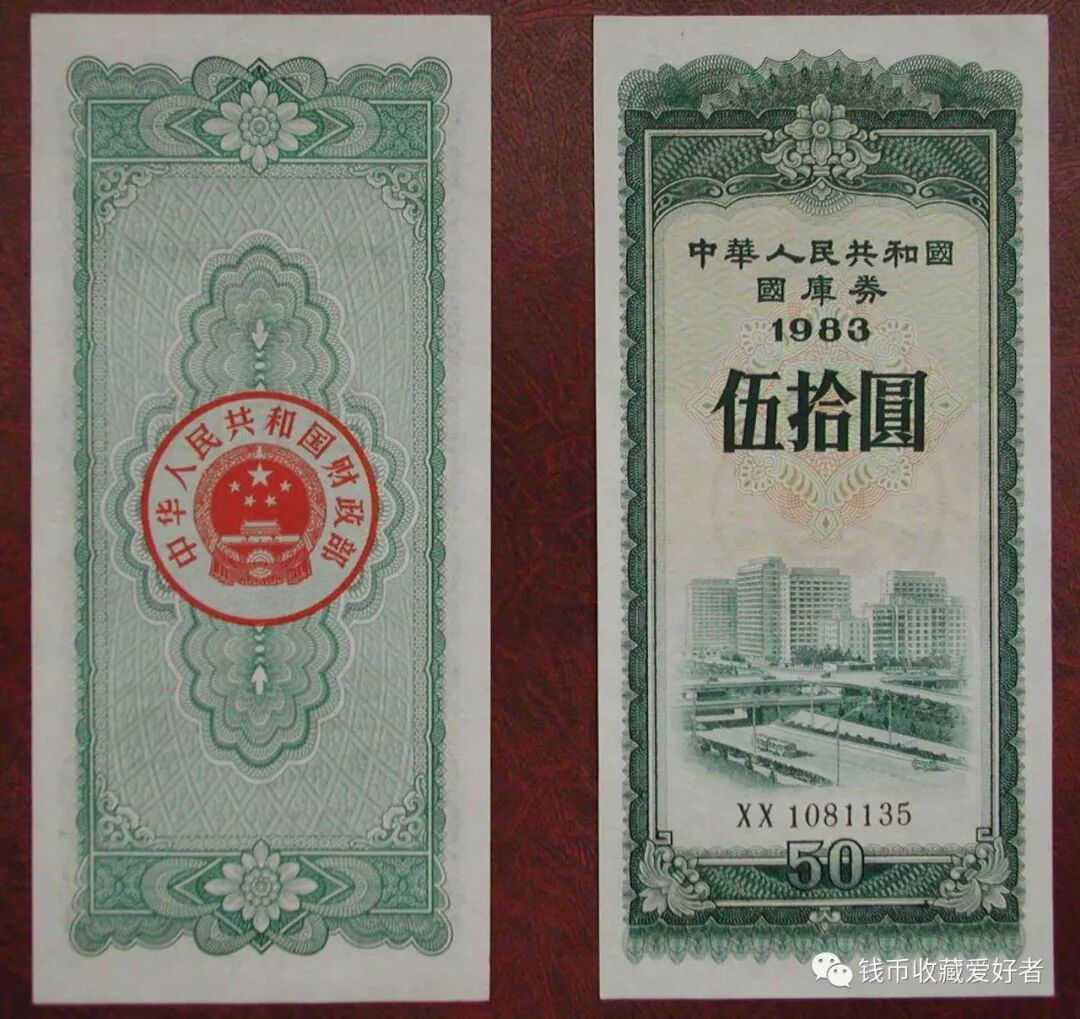 中华人民共和国财政部
中華人民共和國
國庫券
1983
伍拾圓
XX 1081135
50
钱币收藏爱好者